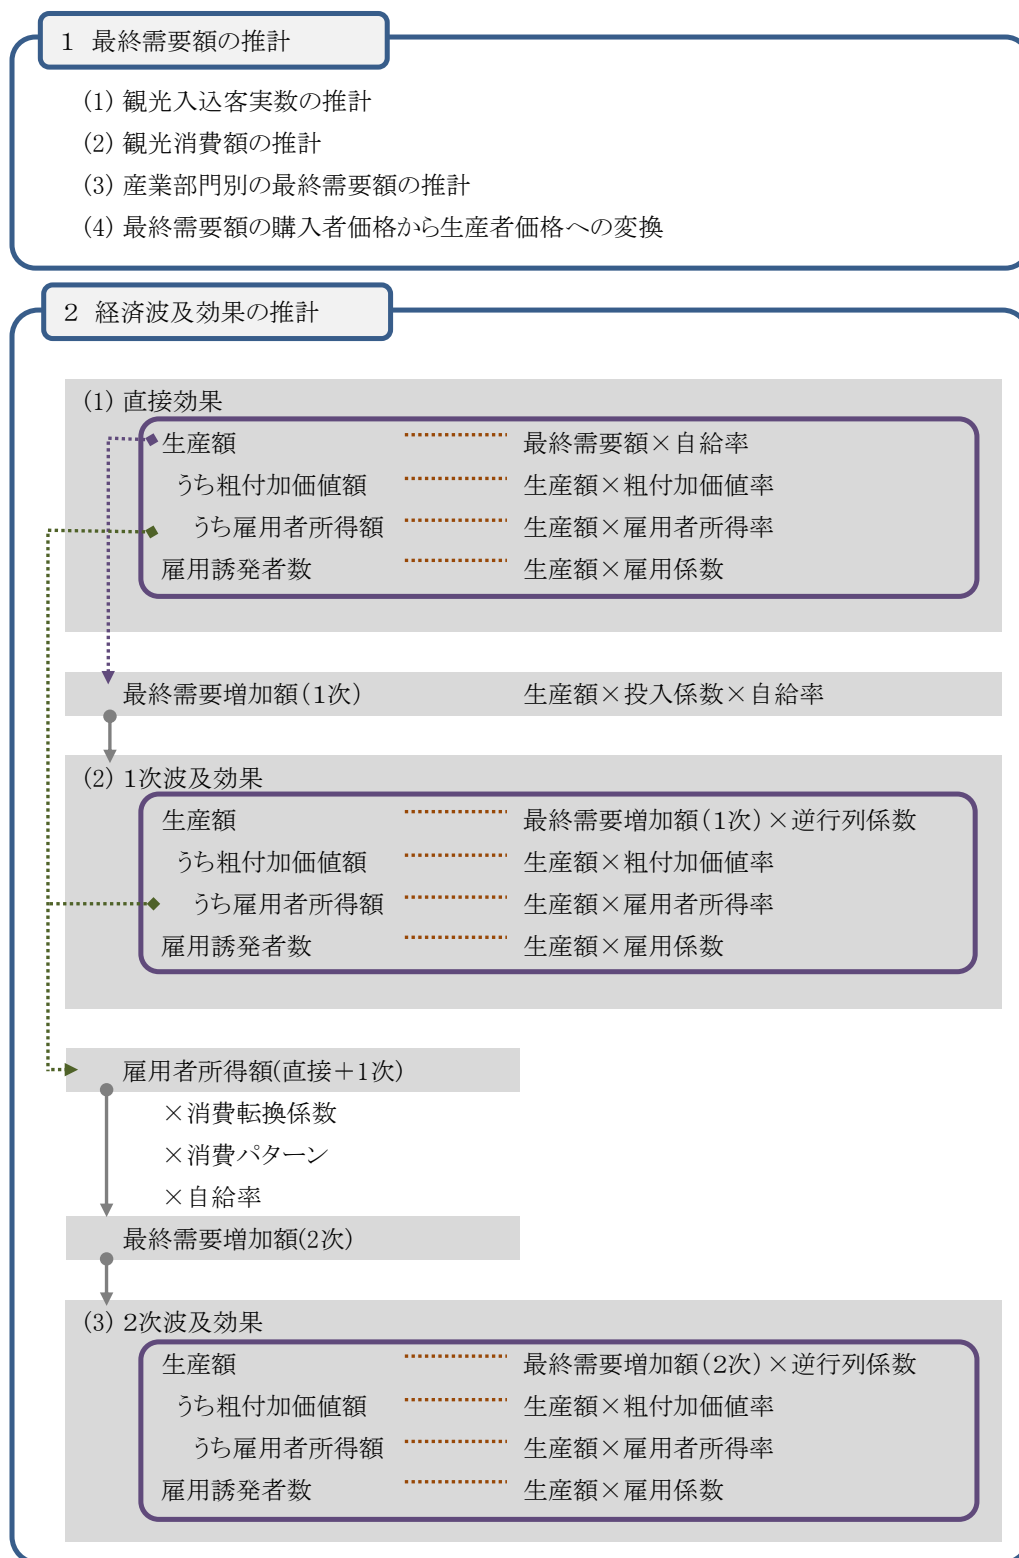 1 最終需要額の推計
(1) 観光入込客実数の推計
(2) 観光消費額の推計
(3) 産業部門別の最終需要額の推計
(4) 最終需要額の購入者価格から生産者価格への変換
2 経済波及効果の推計
(1) 直接効果
生産額 最終需要額×自給率
うち粗付加価値額 生産額×粗付加価値率
うち雇用者所得額 生産額×雇用者所得率
雇用誘発者数 生産額×雇用係数
最終需要増加額(1次) 生産額×投入係数×自給率
(2) 1次波及効果
生産額 最終需要増加額(1次)×逆行列係数
うち粗付加価値額 生産額×粗付加価値率
うち雇用者所得額 生産額×雇用者所得率
雇用誘発者数 生産額×雇用係数
雇用者所得額(直接+1次)
×消費転換係数
×消費パターン
×自給率
最終需要増加額(2次)
(3) 2次波及効果
生産額 最終需要増加額(2次)×逆行列係数
うち粗付加価値額 生産額×粗付加価値率
うち雇用者所得額 生産額×雇用者所得率
雇用誘発者数 生産額×雇用係数